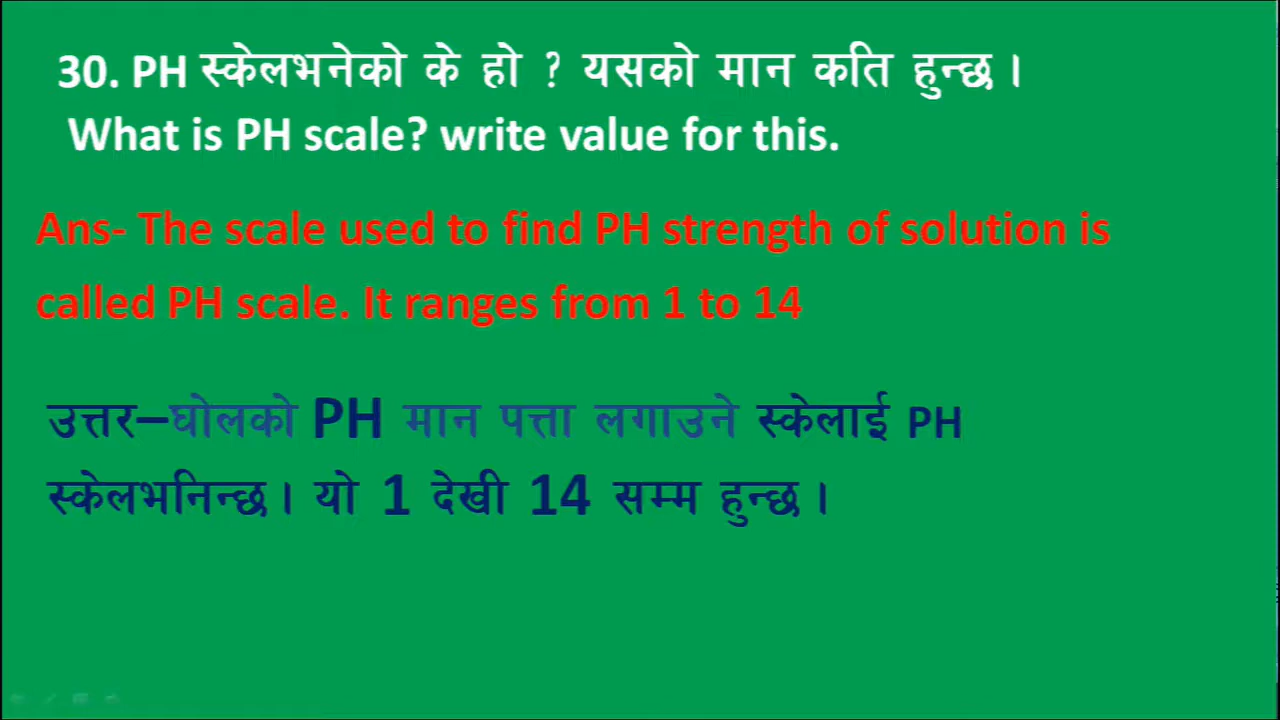 30. PH स्केलभनेको के हो ? यसको मान कति हुन्छ ।
What is PH scale? write value for this.
Ans- The scale used to find PH strength of solution is
called PH scale. It ranges from 1 to 14
उत्तर–घोलको PH मान पत्ता लगाउने स्केलाई PH
स्केलभनिन्छ । यो 1 देखी 14 सम्म हुन्छ ।